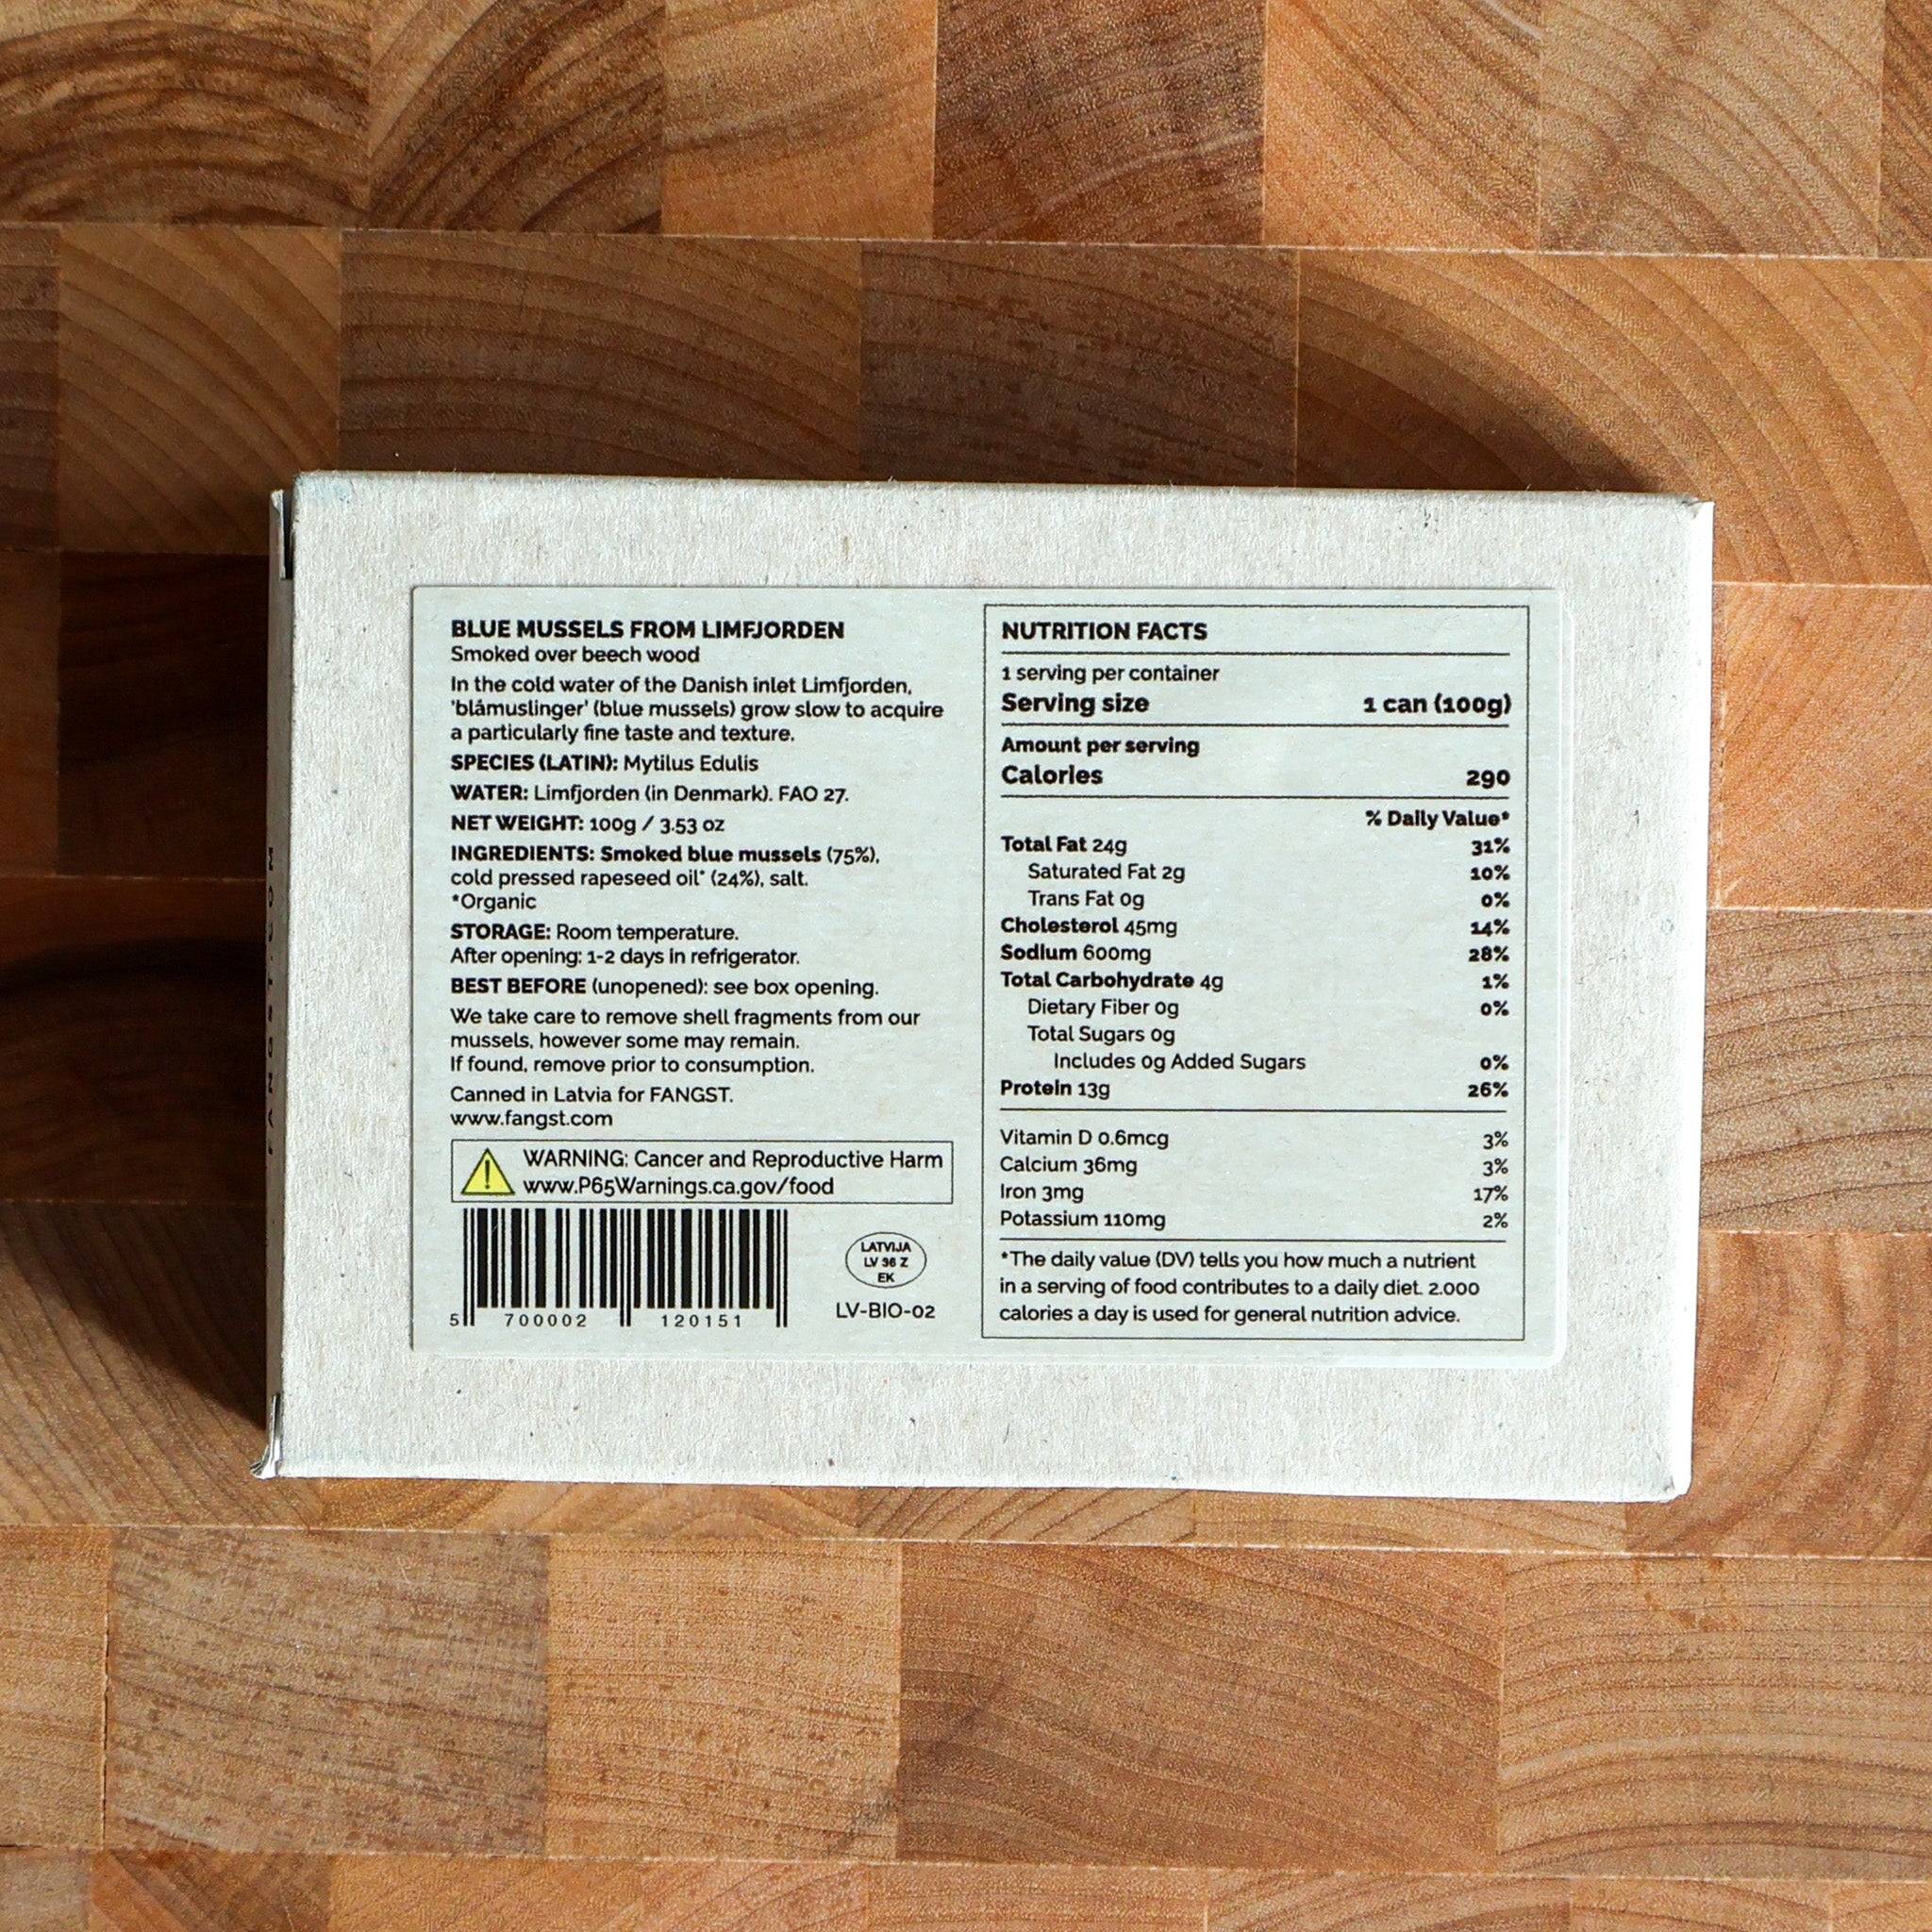 BLUE MUSSELS FROM LIMFJORDEN
Smoked over beech wood
In the cold water of the Danish inlet Limfjorden,
'blåmuslinger' (blue mussels) grow slow to acquire
a particularly fine taste and texture.
SPECIES (LATIN): Mytilus Edulis
WATER: Limfjorden (in Denmark). FAO 27.
NET WEIGHT: 100g / 3.53 oz
INGREDIENTS: Smoked blue mussels (75%),
cold pressed rapeseed oil* (24%), salt.
*Organic
STORAGE: Room temperature.
After opening: 1-2 days in refrigerator.
BEST BEFORE (unopened): see box opening.
We take care to remove shell fragments from our
mussels, however some may remain.
If found, remove prior to consumption.
Canned in Latvia for FANGST.
www.fangst.com
WARNING: Cancer and Reproductive Harm
www.P65Warnings.ca.gov/food
5 700002 120151
LATVIJA
LV 36 Z
EK
LV-BIO-02
NUTRITION FACTS
1 serving per container
Serving size 1 can (100g)
Amount per serving
Calories 290
% Daily Value*
Total Fat 24g 31%
Saturated Fat 2g 10%
Trans Fat 0g 0%
Cholesterol 45mg 14%
Sodium 600mg 28%
Total Carbohydrate 4g 1%
Dietary Fiber 0g 0%
Total Sugars 0g
Includes 0g Added Sugars 0%
Protein 13g 26%
Vitamin D 0.6mcg 3%
Calcium 36mg 3%
Iron 3mg 17%
Potassium 110mg 2%
*The daily value (DV) tells you how much a nutrient
in a serving of food contributes to a daily diet. 2.000
calories a day is used for general nutrition advice.